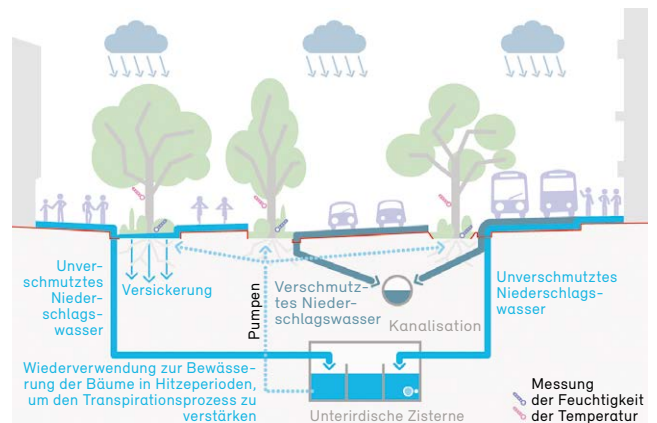 Unver-
schmutztes
Nieder-
schlags-
wasser
Versickerung
Pumpen
Verschmutz-
tes Nieder-
schlagswasser
Kanalisation
Unverschmutztes
Niederschlags-
wasser
Wiederverwendung zur Bewässe-
rung der Bäume in Hitzeperioden,
um den Transpirationsprozess zu
verstärken
Unterirdische Zisterne
Messung
der Feuchtigkeit
der Temperatur